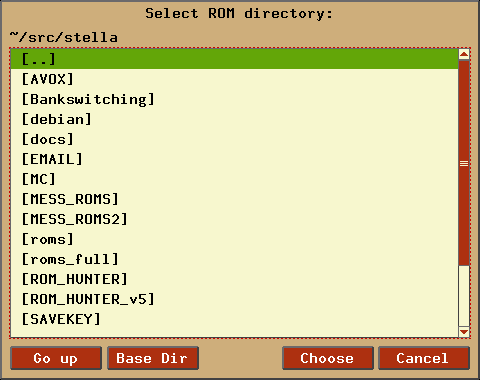 Select ROM directory:
~/src/stella
[..]
[AVOX]
[Bankswitching]
[debian]
[docs]
[EMAIL]
[MC]
[MESS_ROMS]
[MESS_ROMS2]
[roms]
[roms_full]
[ROM_HUNTER]
[ROM_HUNTER_v5]
[SAVEKEY]
Go up Base Dir Choose Cancel